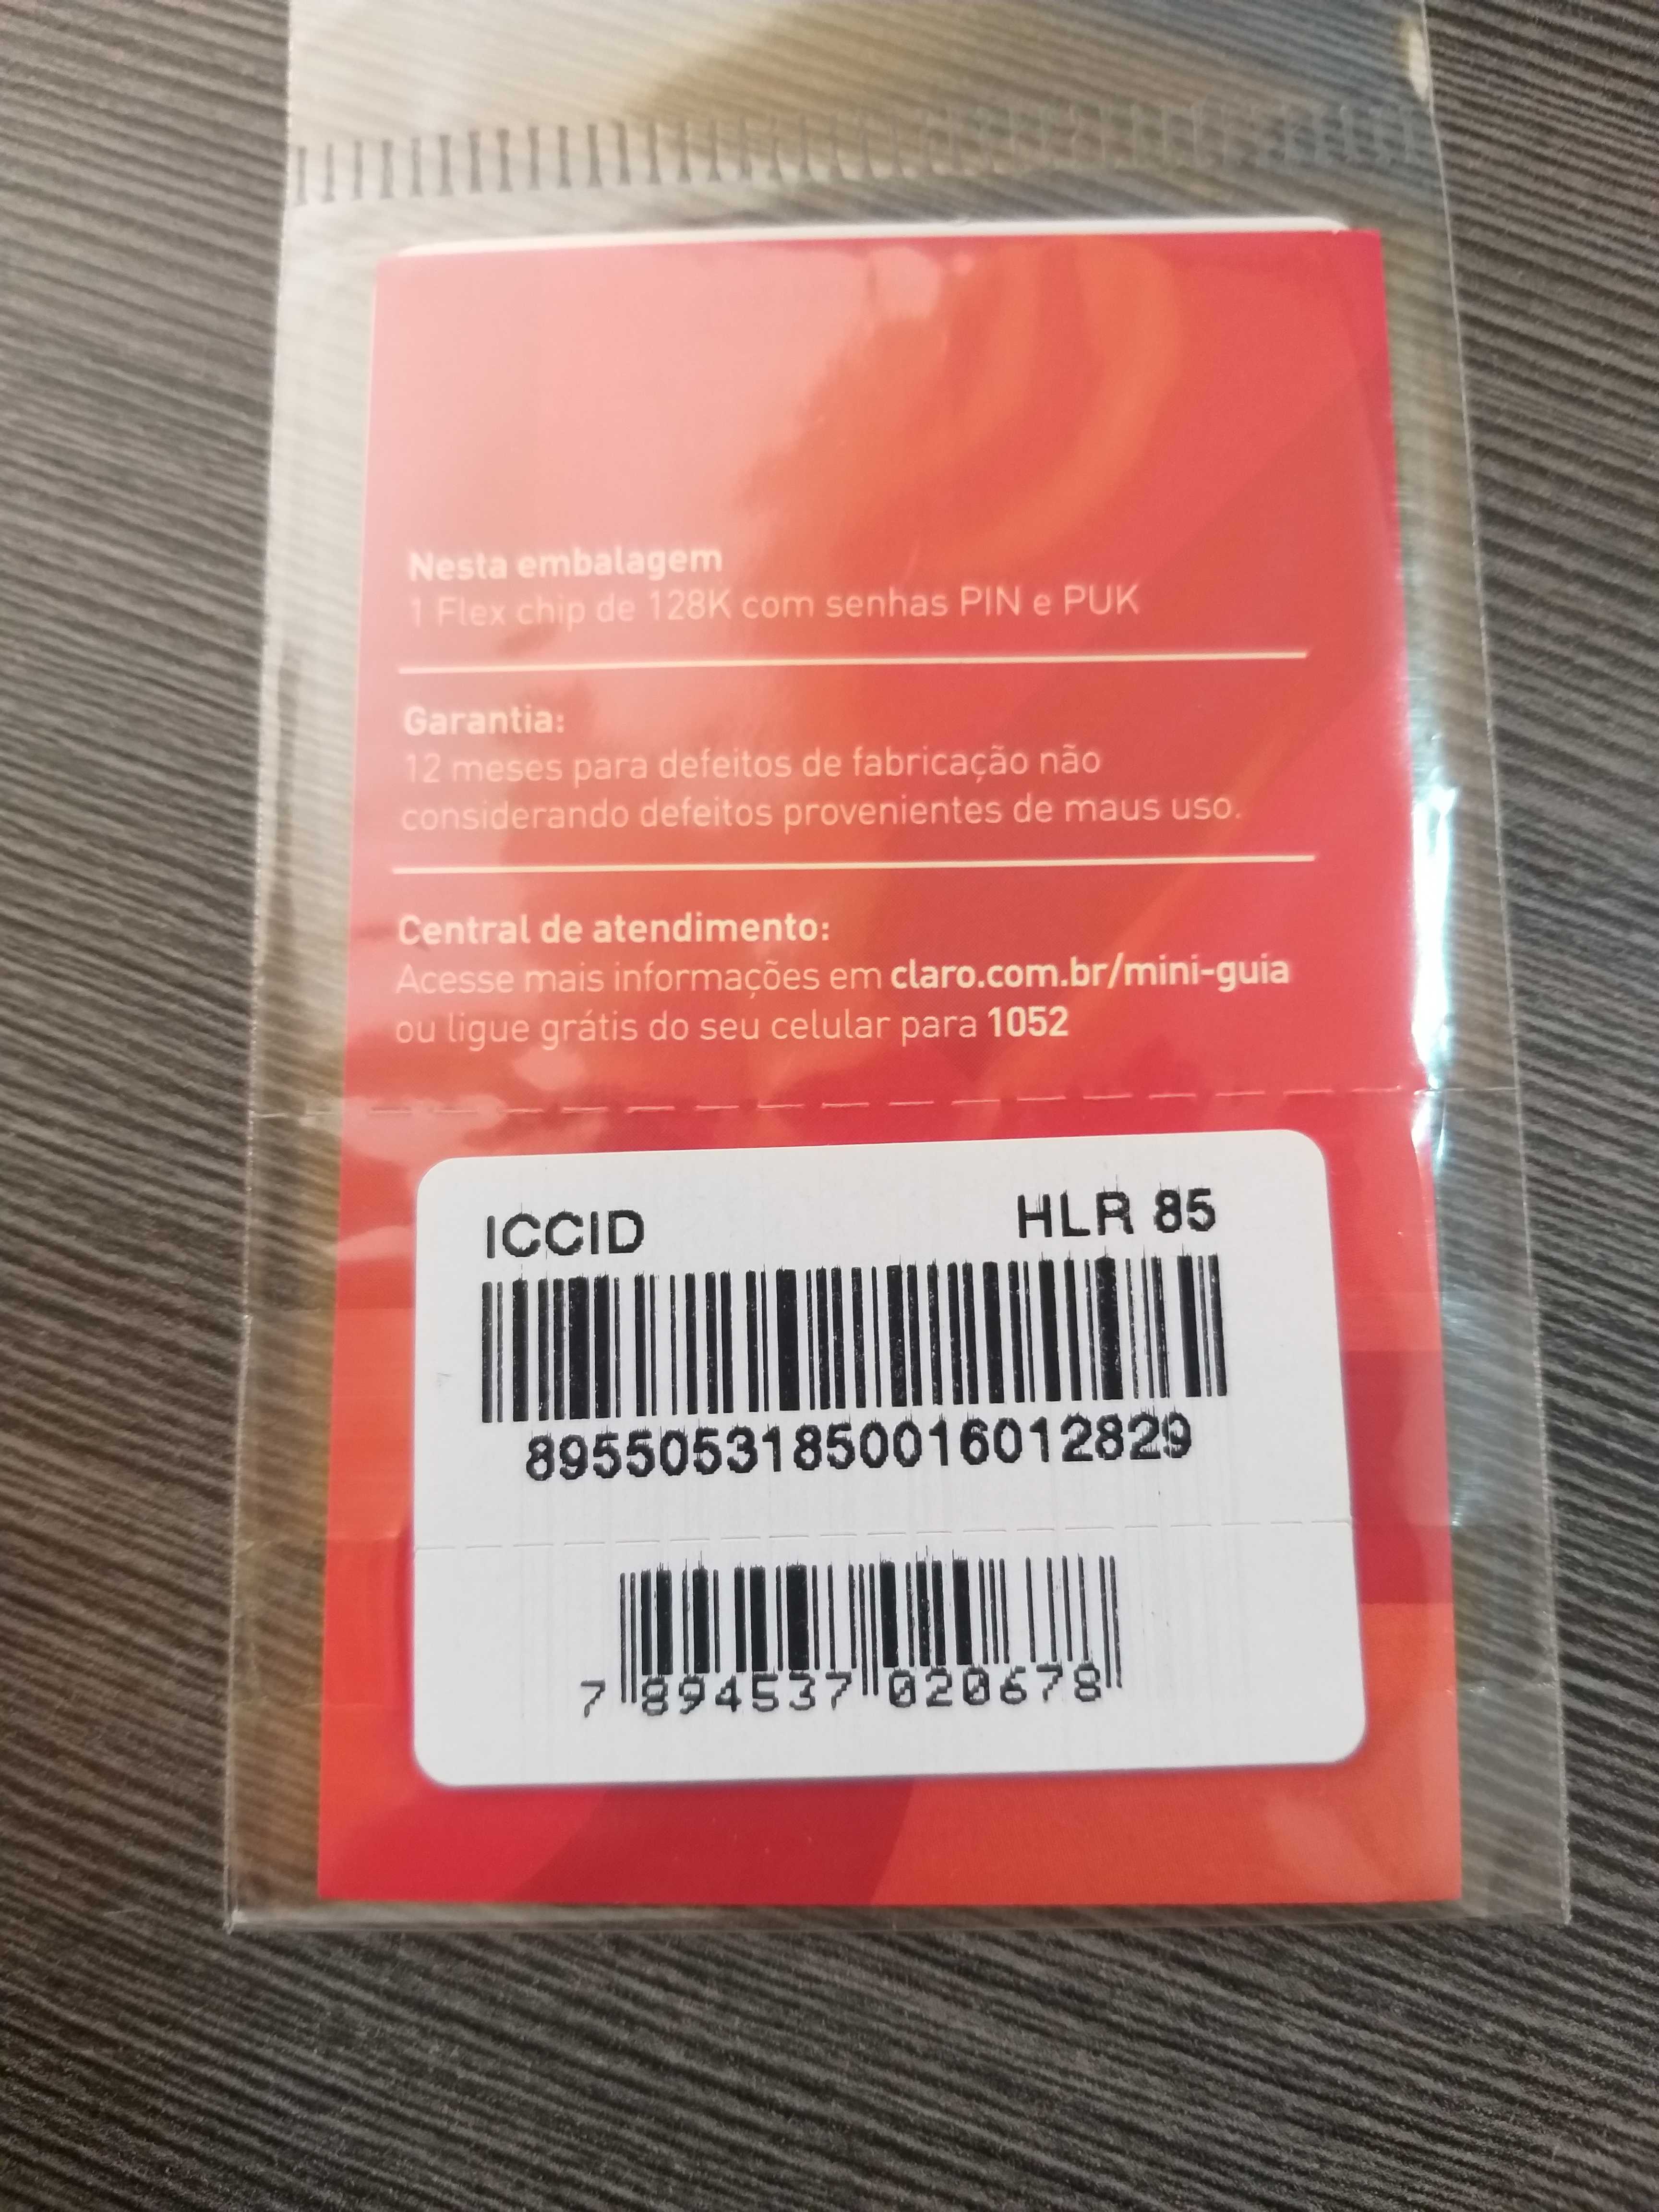 Nesta embalagem
1 Flex chip de 128K com senhas PIN e PUK
Garantia:
12 meses para defeitos de fabricação não
considerando defeitos provenientes de maus uso.
Central de atendimento:
Acesse mais informações em claro.com.br/mini-guia
ou ligue grátis do seu celular para 1052
ICCID HLR 85
89550531850016012829
7 894537 020678